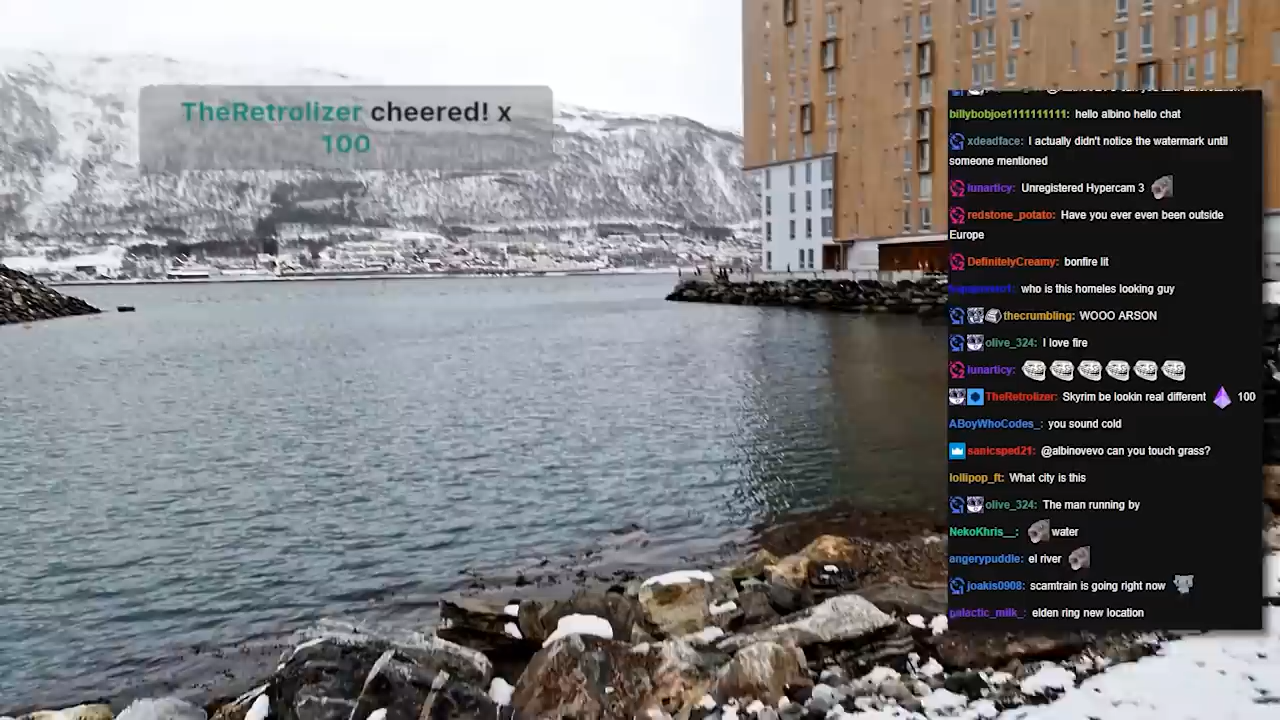 TheRetrolizer cheered! x
100
billybobjoe1111111111: hello albino hello chat
xdeadface: I actually didn't notice the watermark until
someone mentioned
lunarticy: Unregistered Hypercam 3
redstone_potato: Have you ever even been outside
Europe
DefinitelyCreamy: bonfire lit
who is this homeles looking guy
thecrumbling: WOOO ARSON
olive_324: I love fire
lunarticy:
TheRetrolizer: Skyrim be lookin real different 100
ABoyWhoCodes_: you sound cold
sanicsped21: @albinovevo can you touch grass?
lollipop_ft: What city is this
olive_324: The man running by
NekoKhris__: water
angerypuddle: el river
joakis0908: scamtrain is going right now
galactic_milk_: elden ring new location